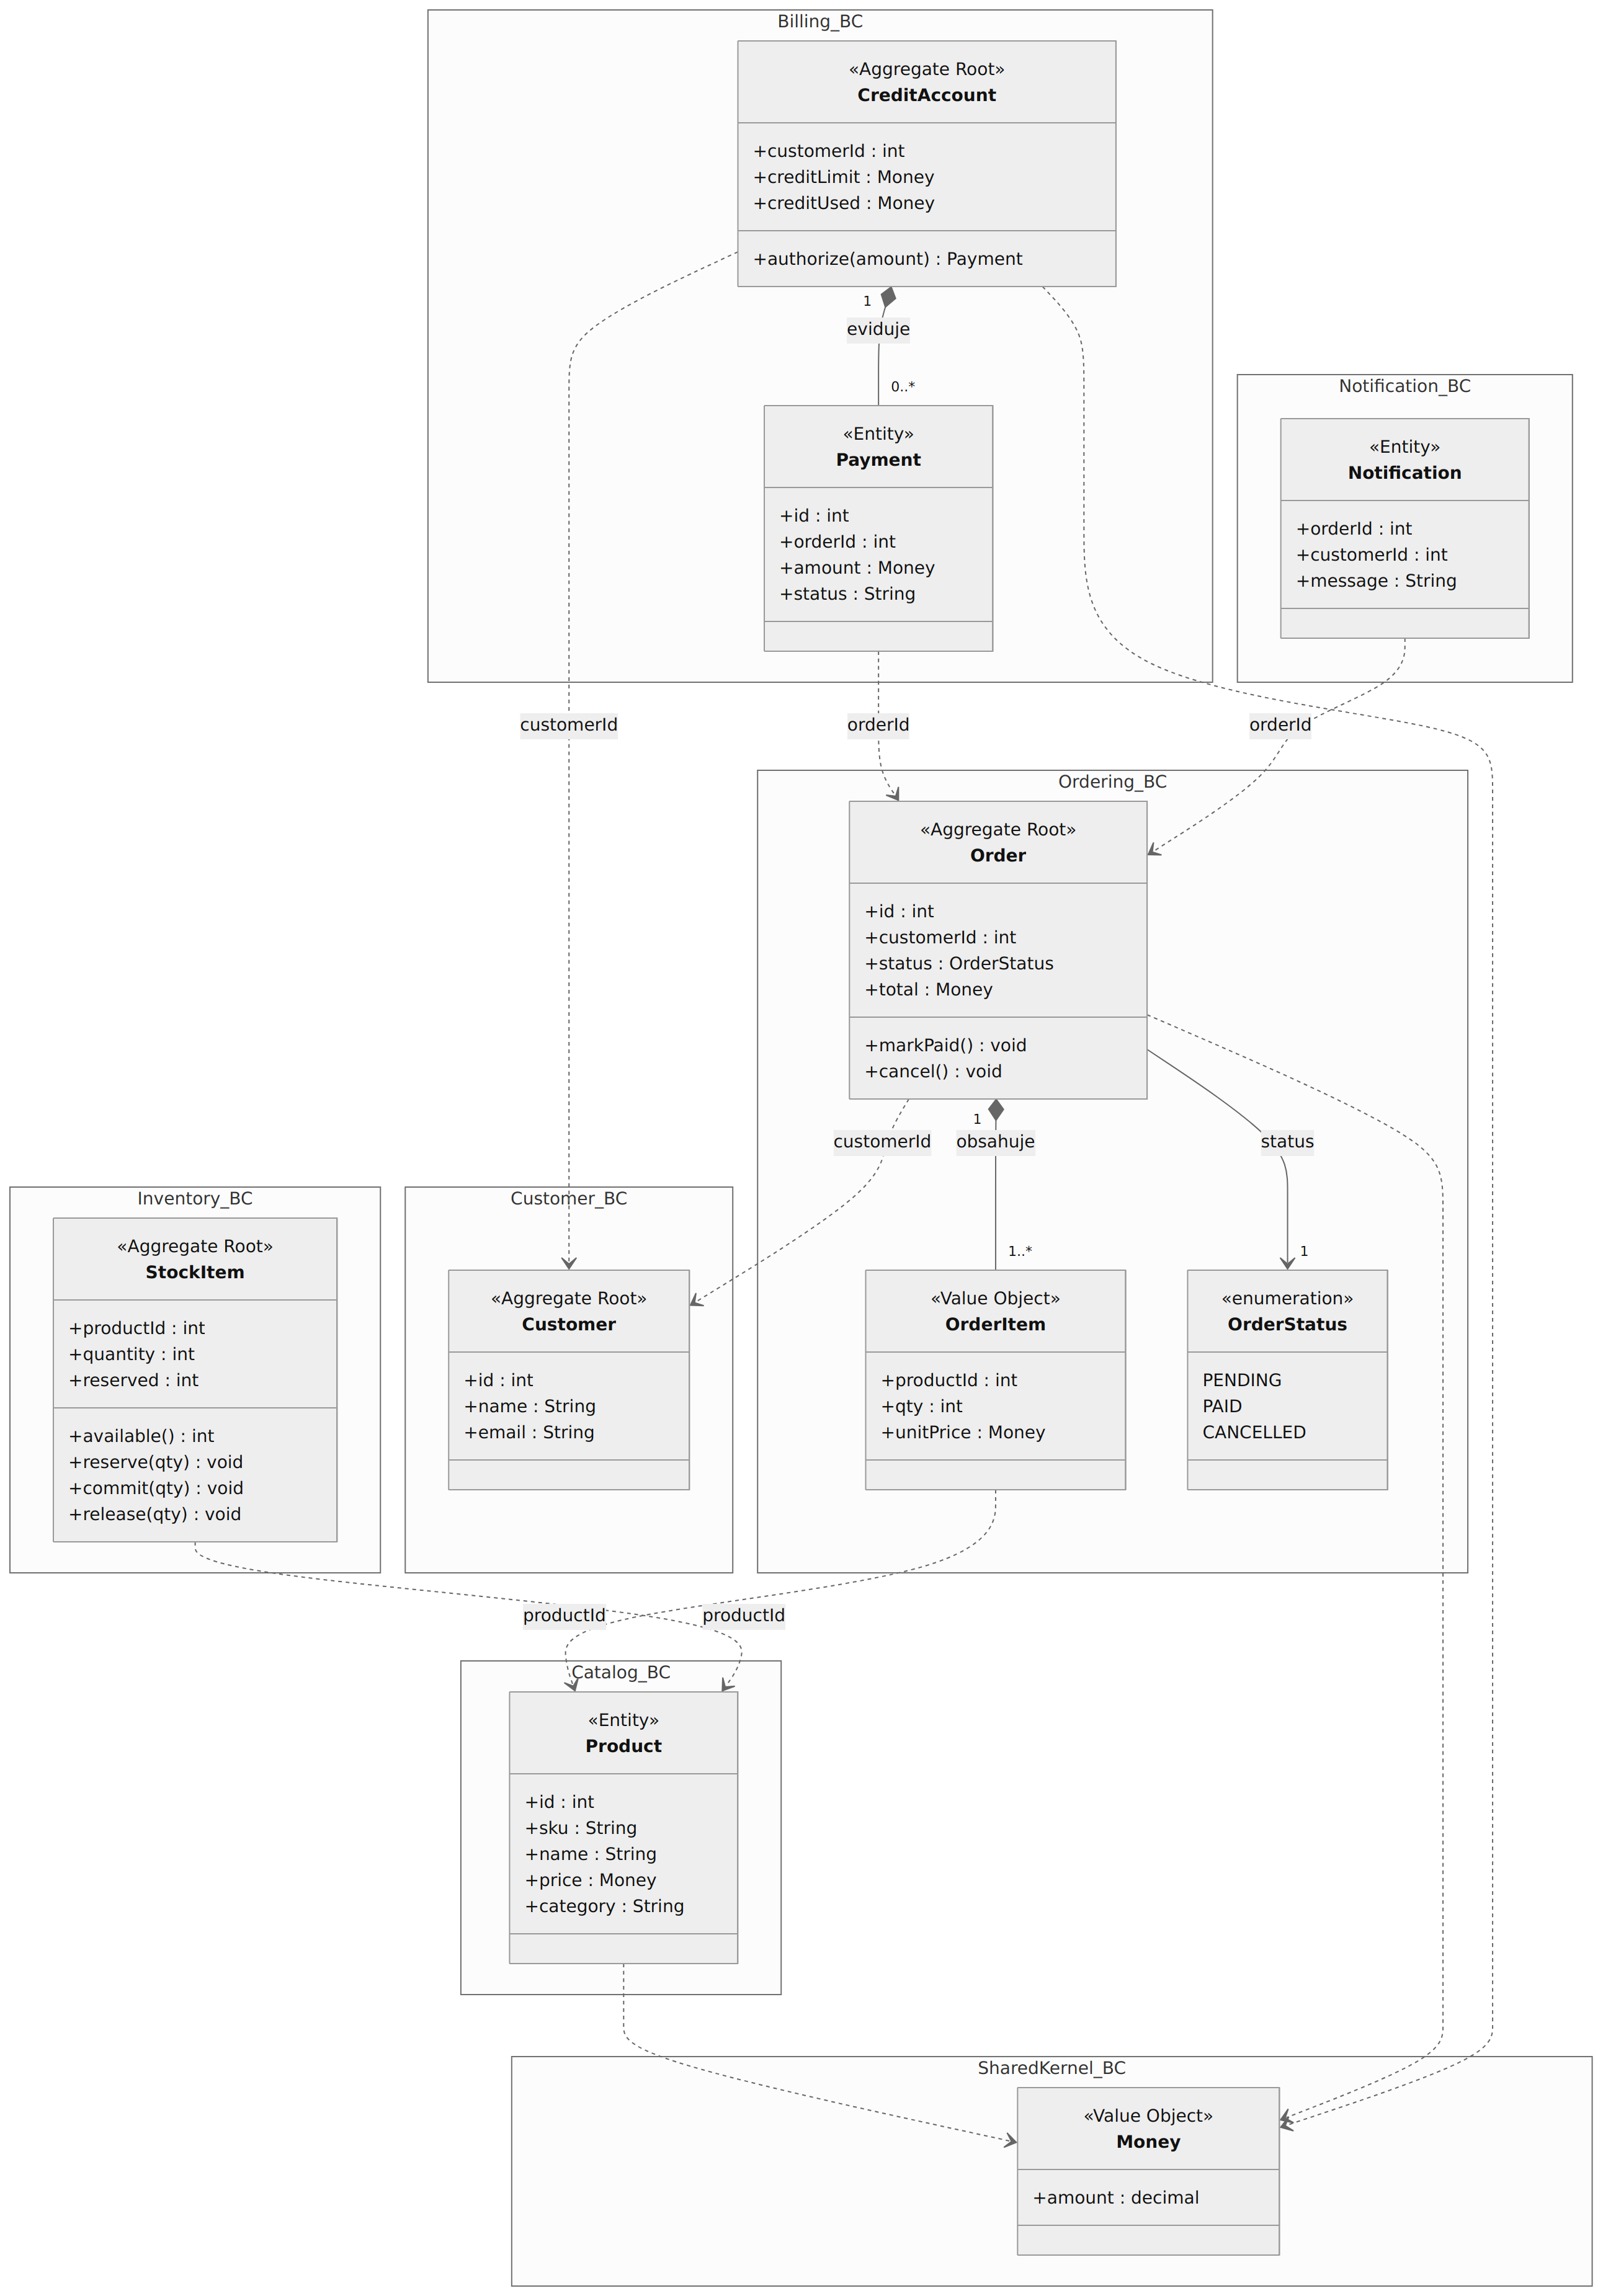 Billing_BC
«Aggregate Root»
CreditAccount
+customerId : int
+creditLimit : Money
+creditUsed : Money
+authorize(amount) : Payment
1
eviduje
0..*
«Entity»
Payment
+id : int
+orderId : int
+amount : Money
+status : String
Notification_BC
«Entity»
Notification
+orderId : int
+customerId : int
+message : String
customerId
orderId
orderId
Ordering_BC
«Aggregate Root»
Order
+id : int
+customerId : int
+status : OrderStatus
+total : Money
+markPaid() : void
+cancel() : void
customerId
1
obsahuje
1..*
status
1
Inventory_BC
«Aggregate Root»
StockItem
+productId : int
+quantity : int
+reserved : int
+available() : int
+reserve(qty) : void
+commit(qty) : void
+release(qty) : void
Customer_BC
«Aggregate Root»
Customer
+id : int
+name : String
+email : String
«Value Object»
OrderItem
+productId : int
+qty : int
+unitPrice : Money
«enumeration»
OrderStatus
PENDING
PAID
CANCELLED
productId
productId
Catalog_BC
«Entity»
Product
+id : int
+sku : String
+name : String
+price : Money
+category : String
SharedKernel_BC
«Value Object»
Money
+amount : decimal